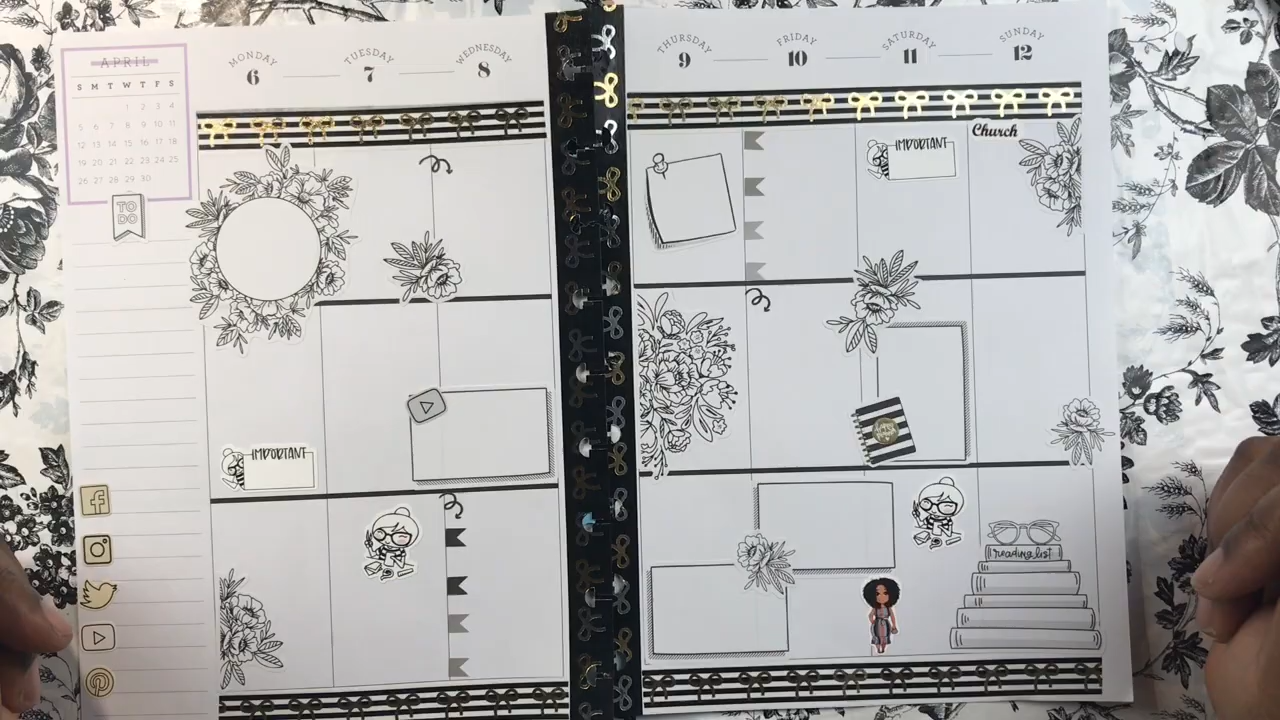 APRIL
S M T W T F S
1 2 3 4
5 6 7 8 9 10 11
12 13 14 15 16 17 18
19 20 21 22 23 24 25
26 27 28 29 30
TO
DO
MONDAY
6
TUESDAY
7
WEDNESDAY
8
THURSDAY
9
FRIDAY
10
SATURDAY
11
SUNDAY
12
IMPORTANT
Church
IMPORTANT
reading list